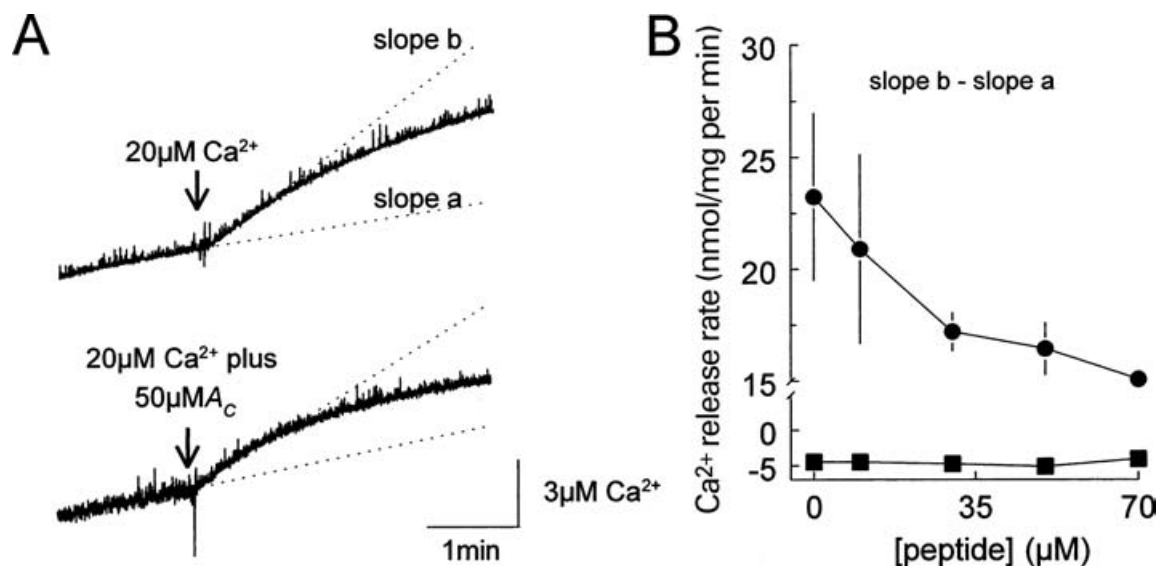 A
slope b
20µM Ca²⁺
slope a
20µM Ca²⁺ plus
50µMA_C
3µM Ca²⁺
1min
B
Ca²⁺ release rate (nmol/mg per min)
30
25
20
15
0
-5
slope b - slope a
0
35
70
[peptide] (µM)